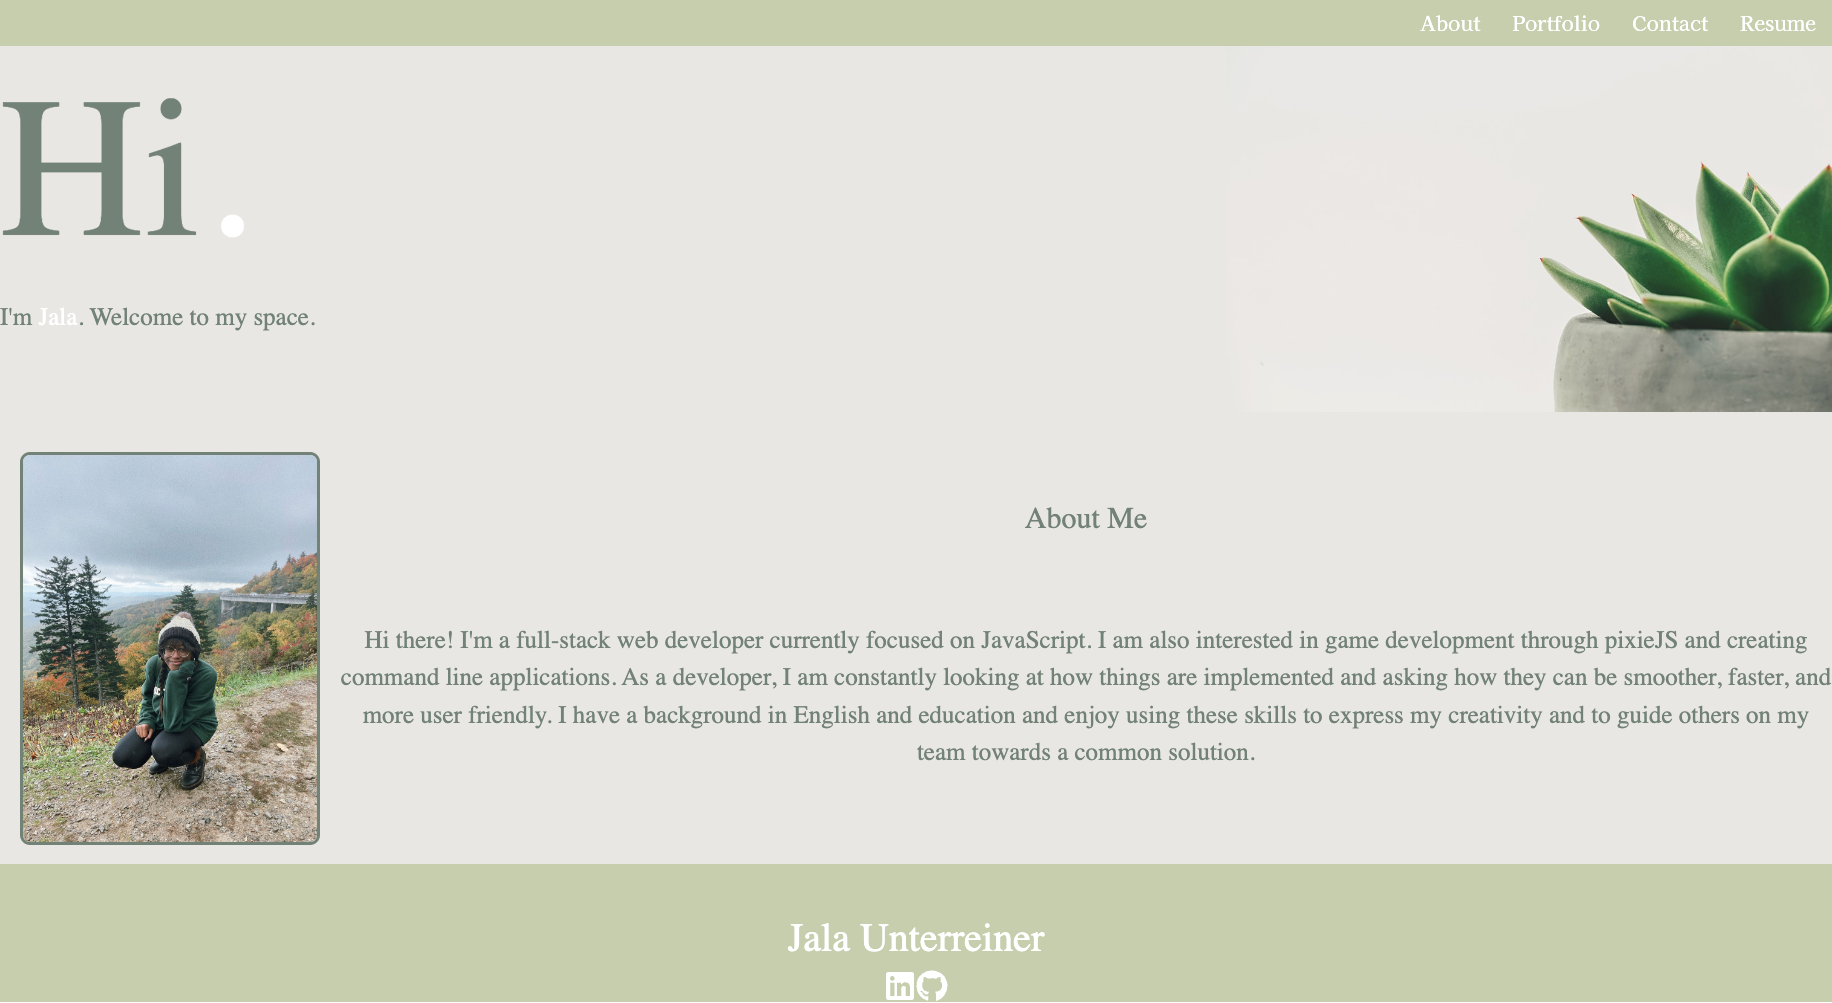 About Portfolio Contact Resume
Hi.
I'm Jala. Welcome to my space.
About Me
Hi there! I'm a full-stack web developer currently focused on JavaScript. I am also interested in game development through pixieJS and creating
command line applications. As a developer, I am constantly looking at how things are implemented and asking how they can be smoother, faster, and
more user friendly. I have a background in English and education and enjoy using these skills to express my creativity and to guide others on my
team towards a common solution.
Jala Unterreiner
in